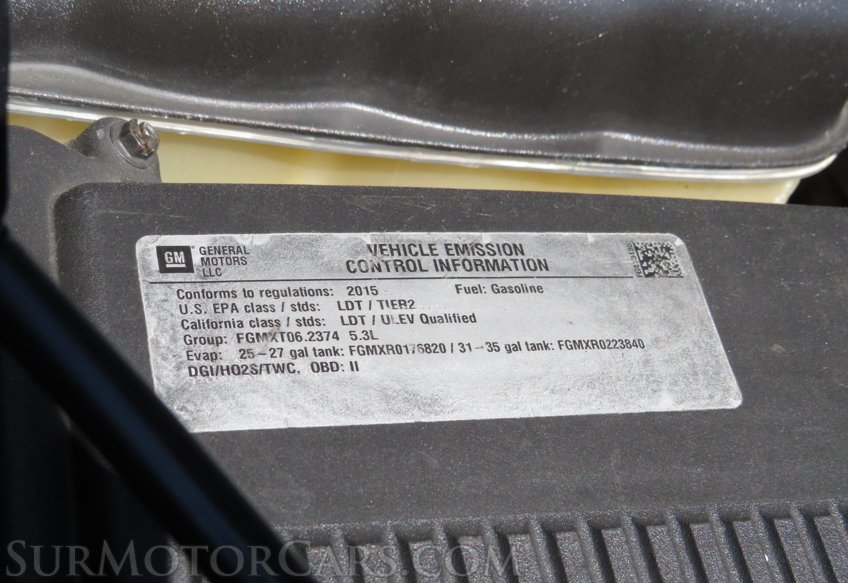 GM
GENERAL
MOTORS
LLC
VEHICLE EMISSION
CONTROL INFORMATION
Conforms to regulations: 2015 Fuel: Gasoline
U.S. EPA class / stds: LDT / TIER2
California class / stds: LDT / ULEV Qualified
Group: FGMXT06.2374 5.3L
Evap: 25-27 gal tank: FGMXR0176820 / 31-35 gal tank: FGMXR0223840
DGI/HO2S/TWC, OBD: II
SurMotorCars.com